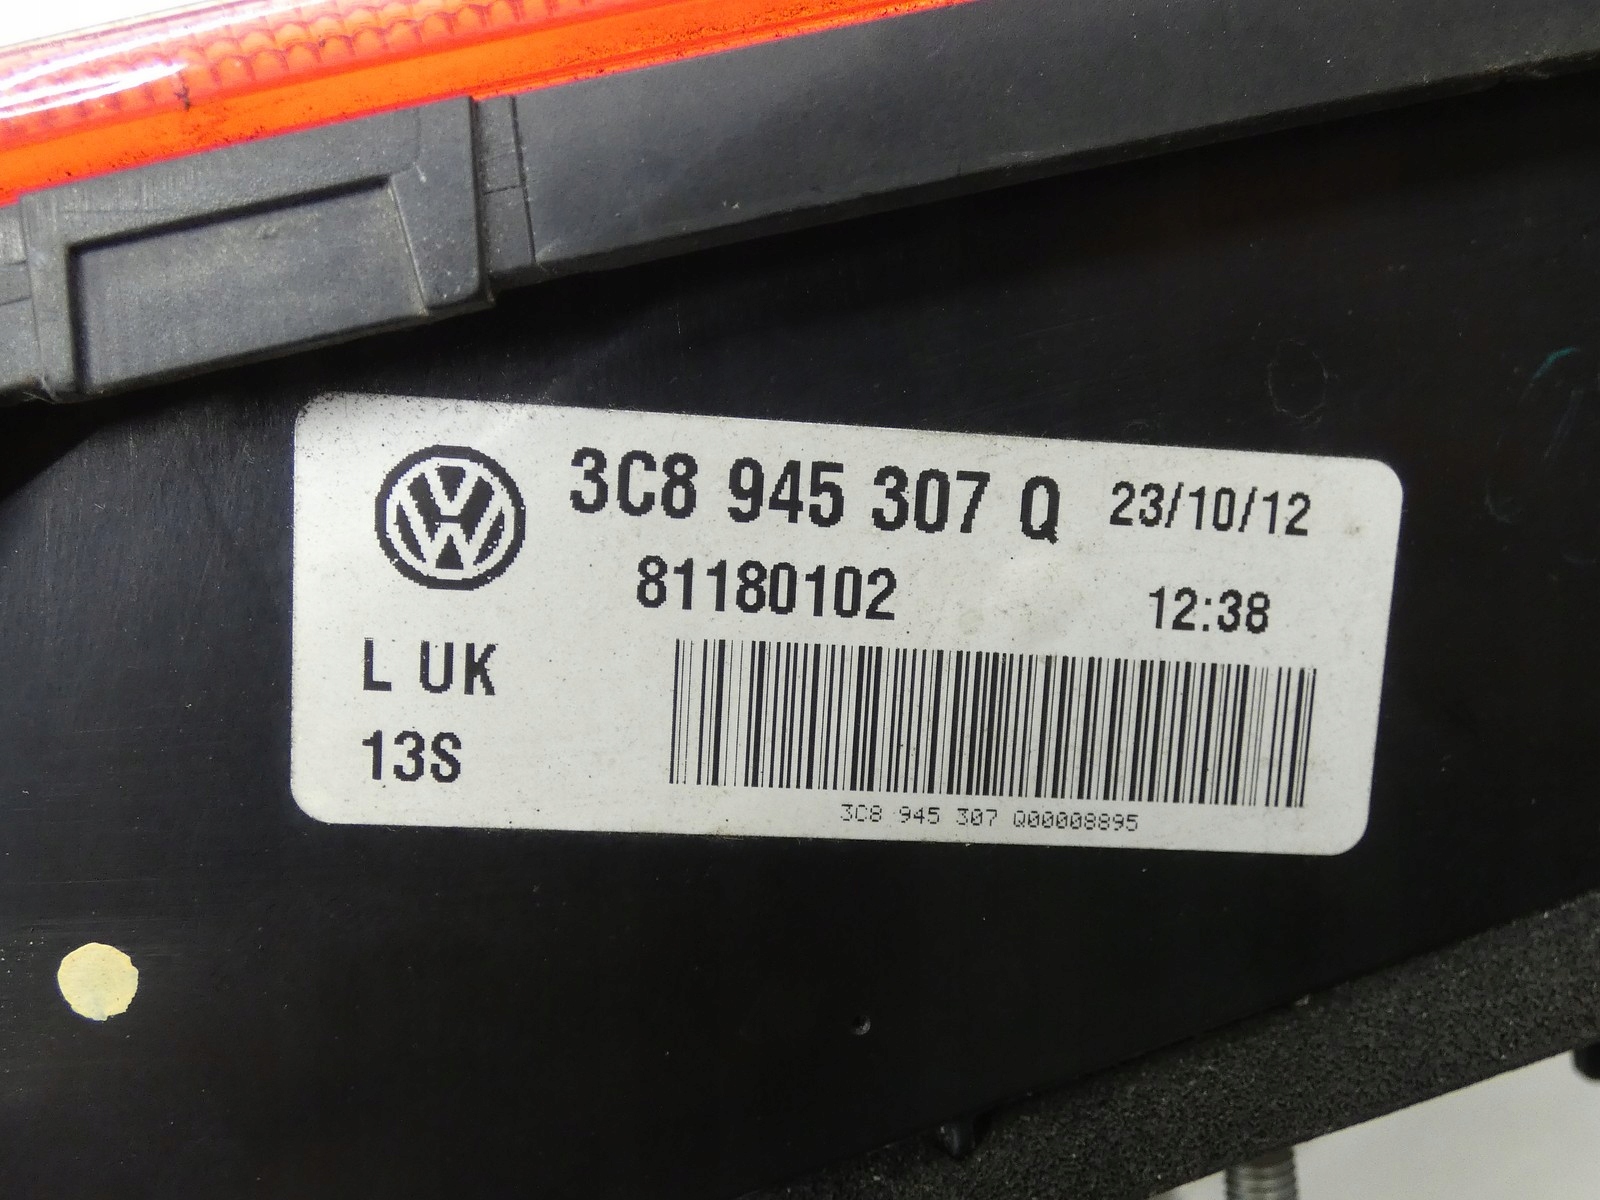 3C8 945 307 Q 23/10/12
81180102 12:38
L UK
13S
3C8 945 307 Q00008895